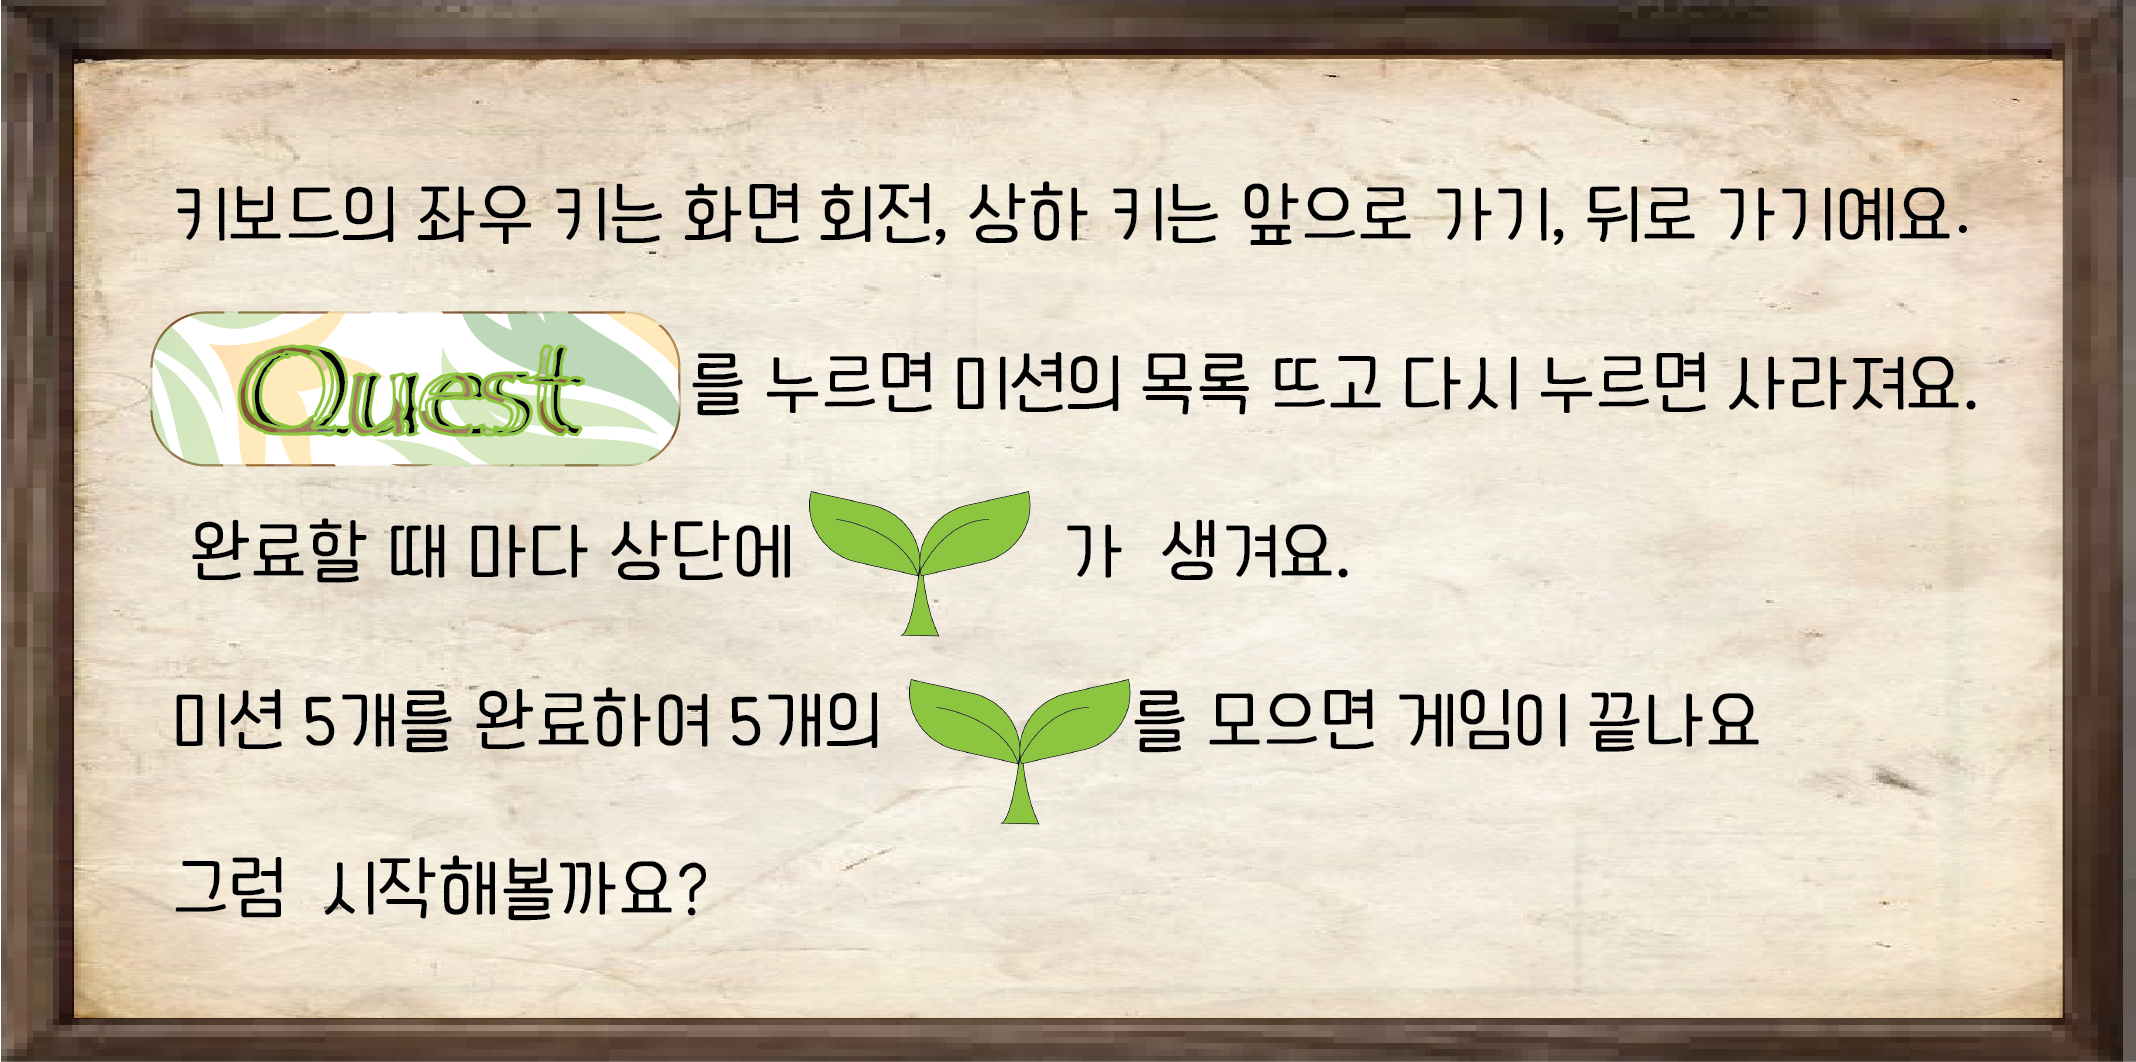 키보드의 좌우 키는 화면 회전, 상하 키는 앞으로 가기, 뒤로 가기예요.
Quest 를 누르면 미션의 목록 뜨고 다시 누르면 사라져요.
완료할 때 마다 상단에 가 생겨요.
미션 5개를 완료하여 5개의 를 모으면 게임이 끝나요
그럼 시작해볼까요?